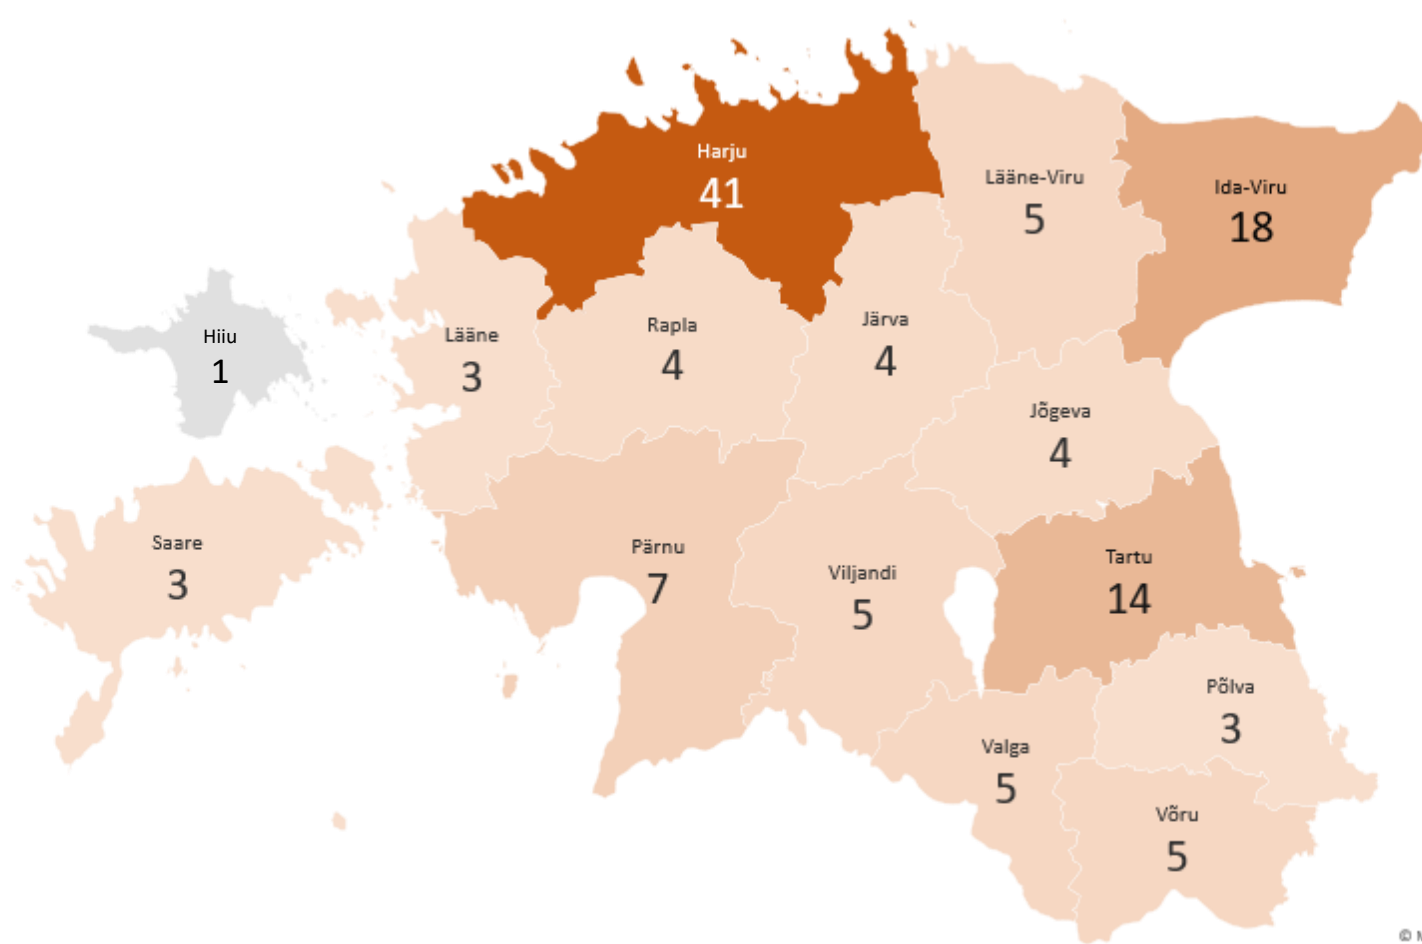 Harju
41
Lääne-Viru
5
Ida-Viru
18
Hiiu
1
Lääne
3
Rapla
4
Järva
4
Jõgeva
4
Saare
3
Pärnu
7
Viljandi
5
Tartu
14
Põlva
3
Valga
5
Võru
5
©